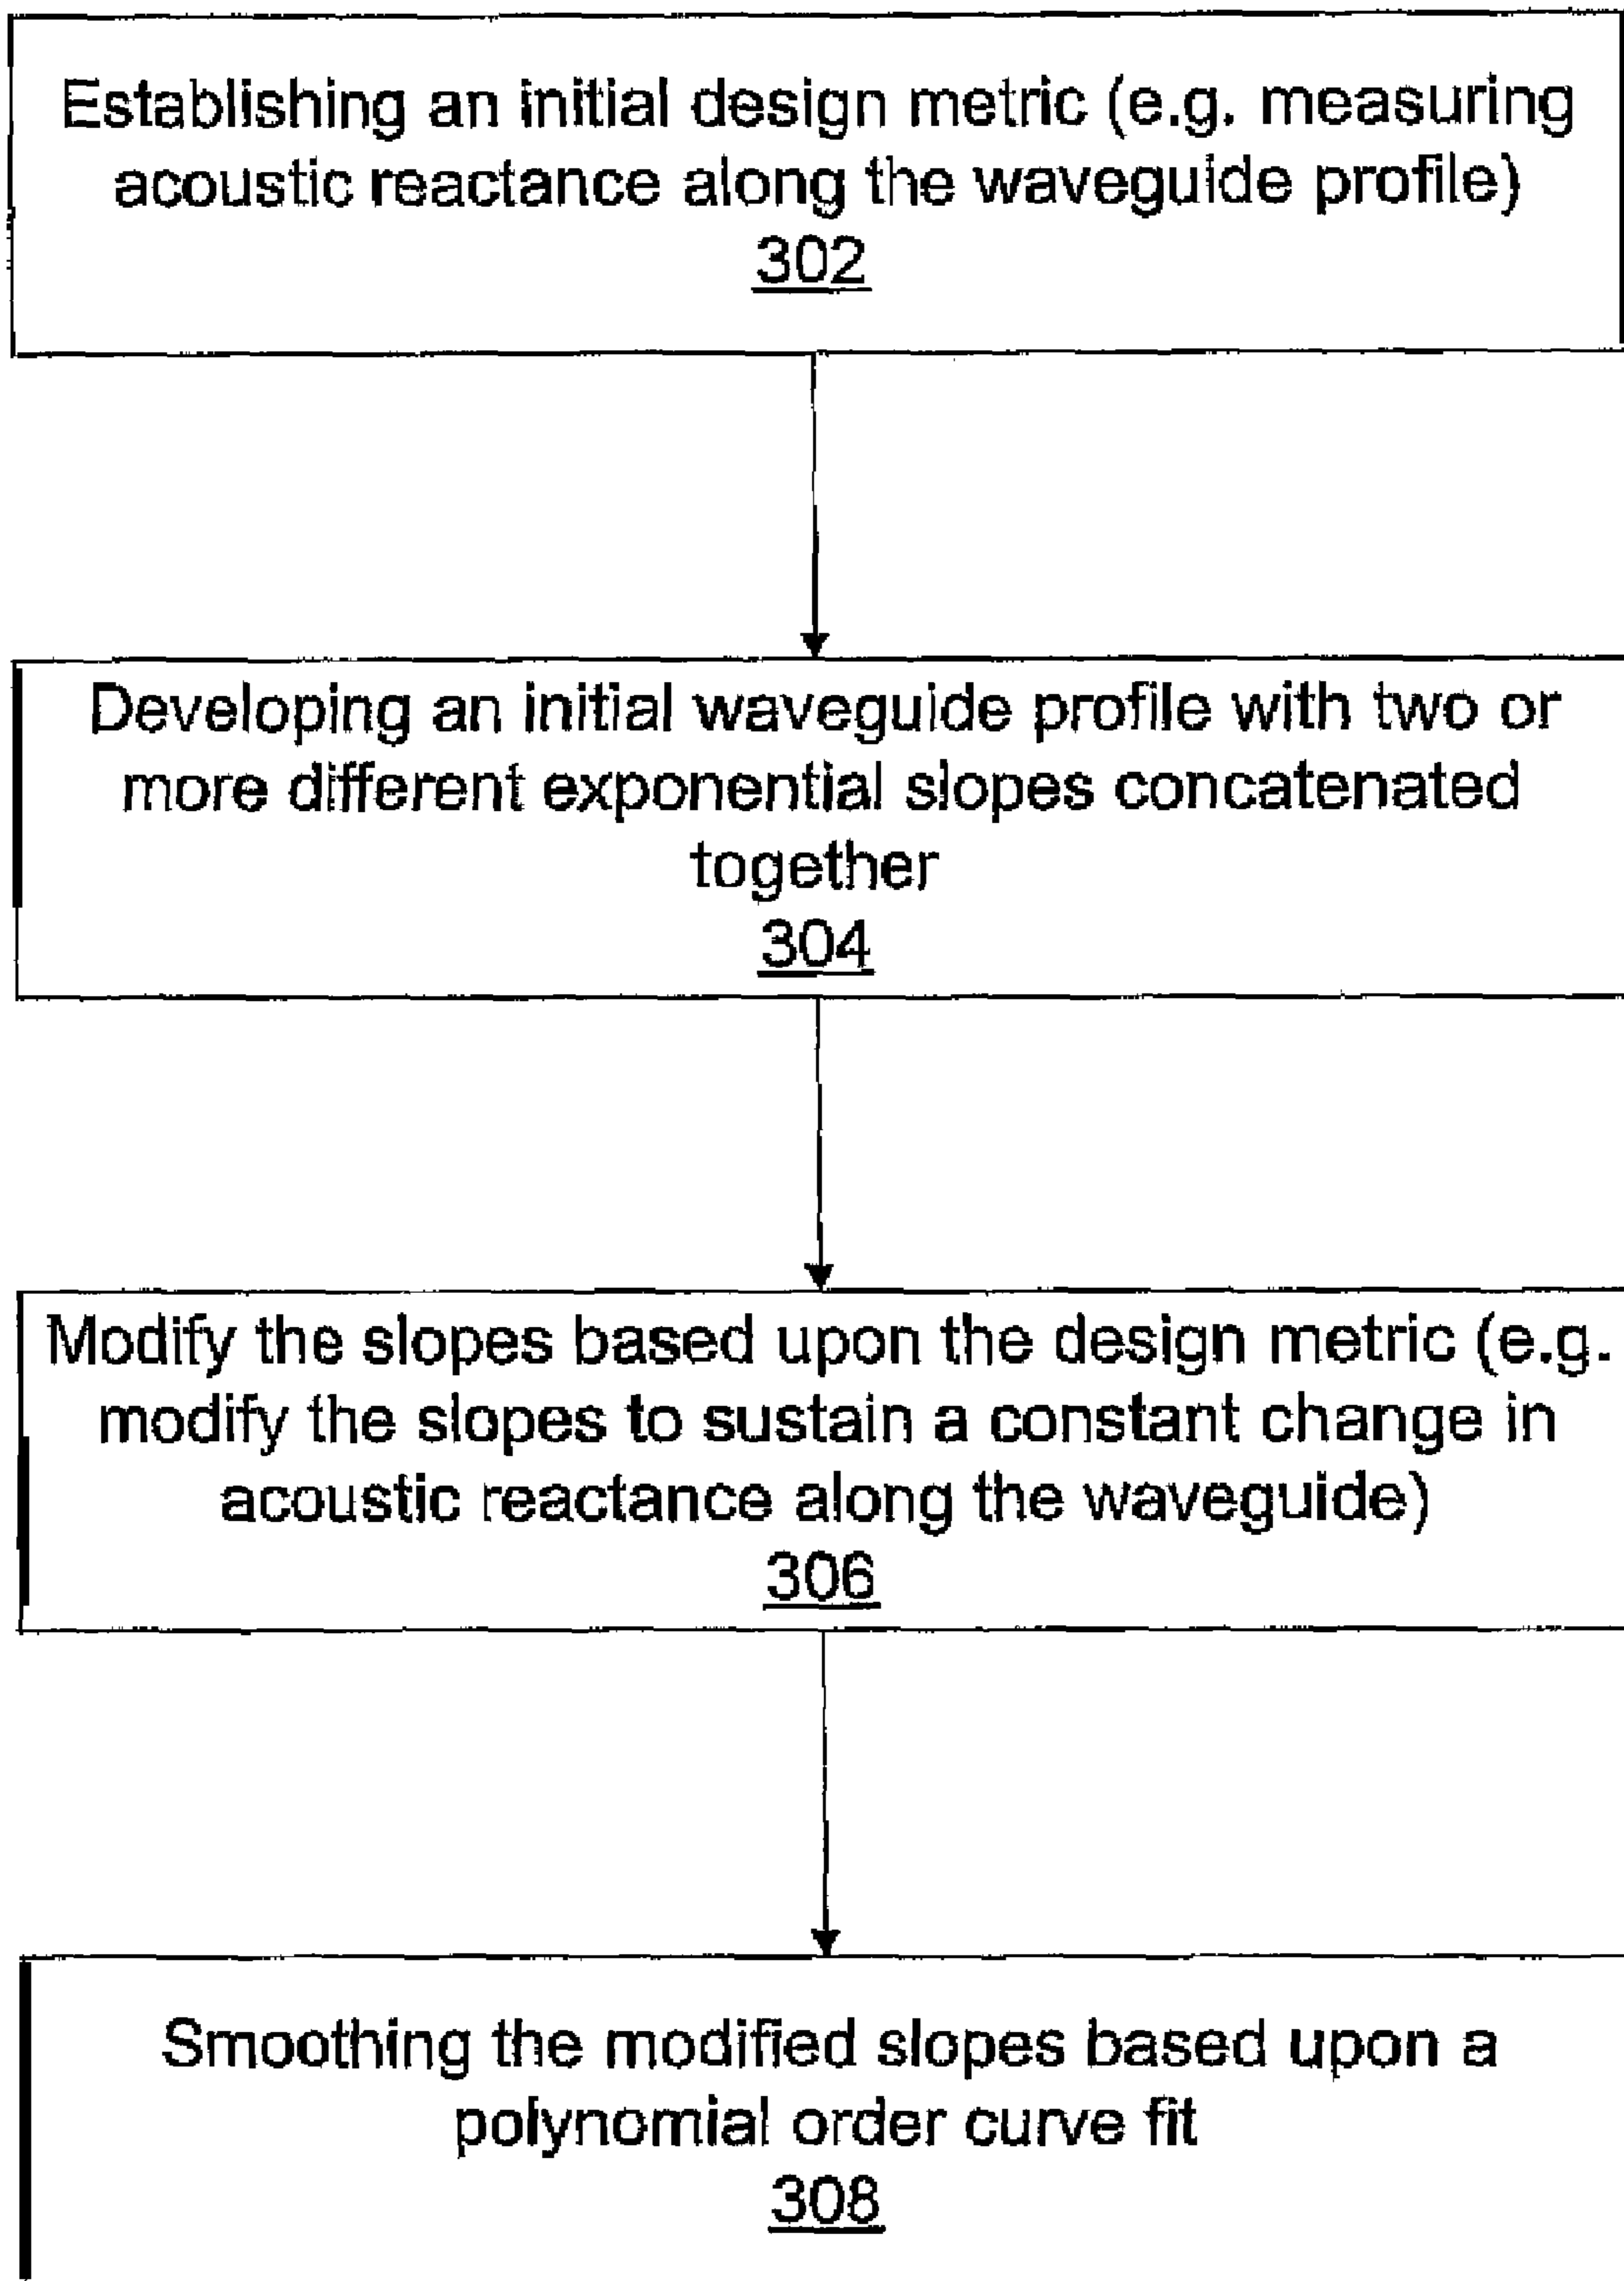 Establishing an initial design metric (e.g. measuring
acoustic reactance along the waveguide profile)
302
Developing an initial waveguide profile with two or
more different exponential slopes concatenated
together
304
Modify the slopes based upon the design metric (e.g.
modify the slopes to sustain a constant change in
acoustic reactance along the waveguide)
306
Smoothing the modified slopes based upon a
polynomial order curve fit
308